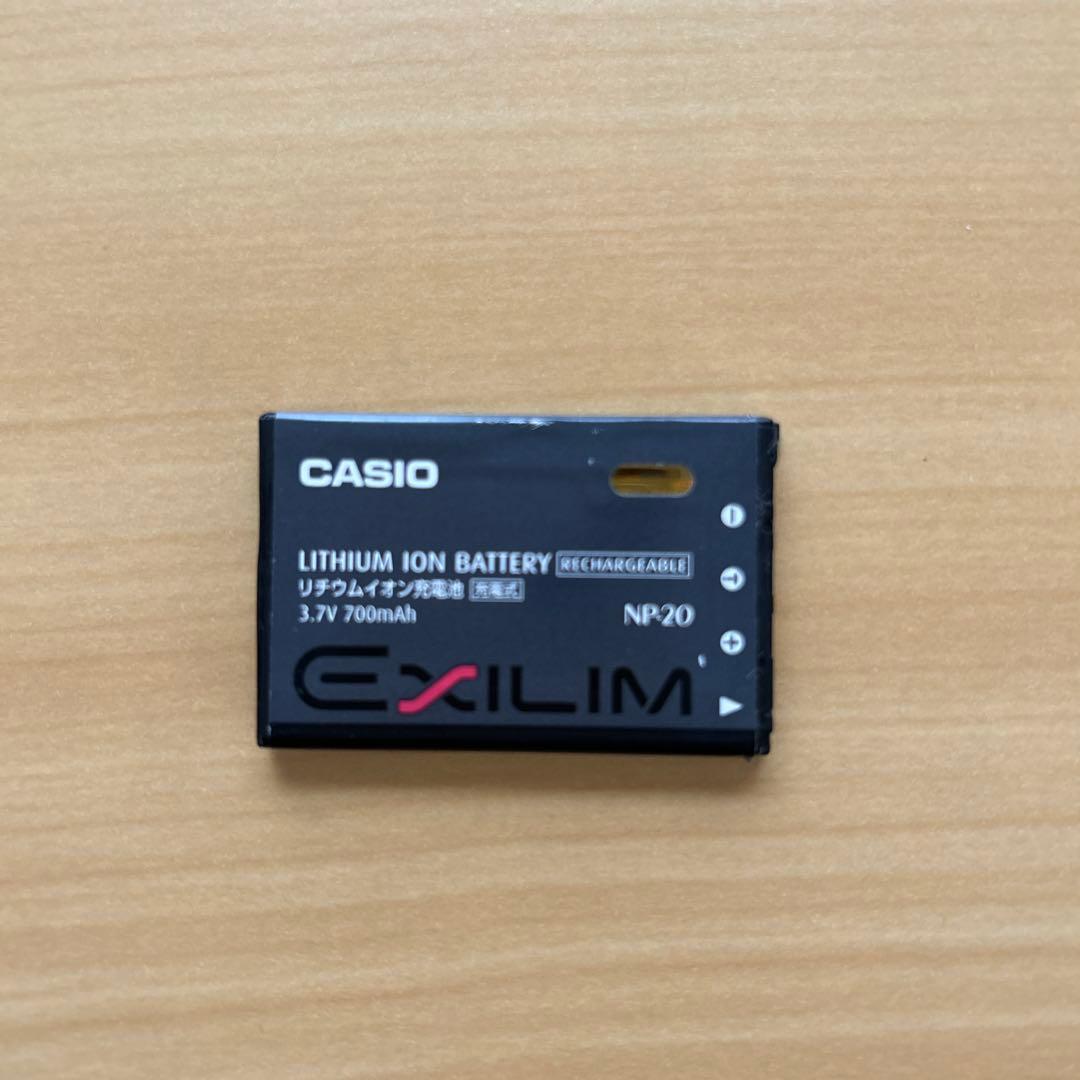 CASIO
LITHIUM ION BATTERY RECHARGEABLE
リチウムイオン充電池 充電式
3.7V 700mAh NP-20
EXILIM